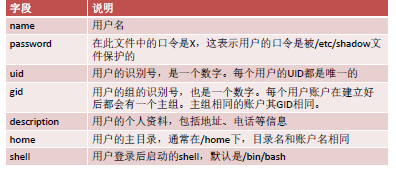 字段 说明
name 用户名
password 在此文件中的口令是X，这表示用户的口令是被/etc/shadow文
件保护的
uid 用户的识别号，是一个数字。每个用户的UID都是唯一的
gid 用户的组的识别号，也是一个数字。每个用户账户在建立好
后都会有一个主组。主组相同的账户其GID相同。
description 用户的个人资料，包括地址、电话等信息
home 用户的主目录，通常在/home下，目录名和账户名相同
shell 用户登录后启动的shell，默认是/bin/bash